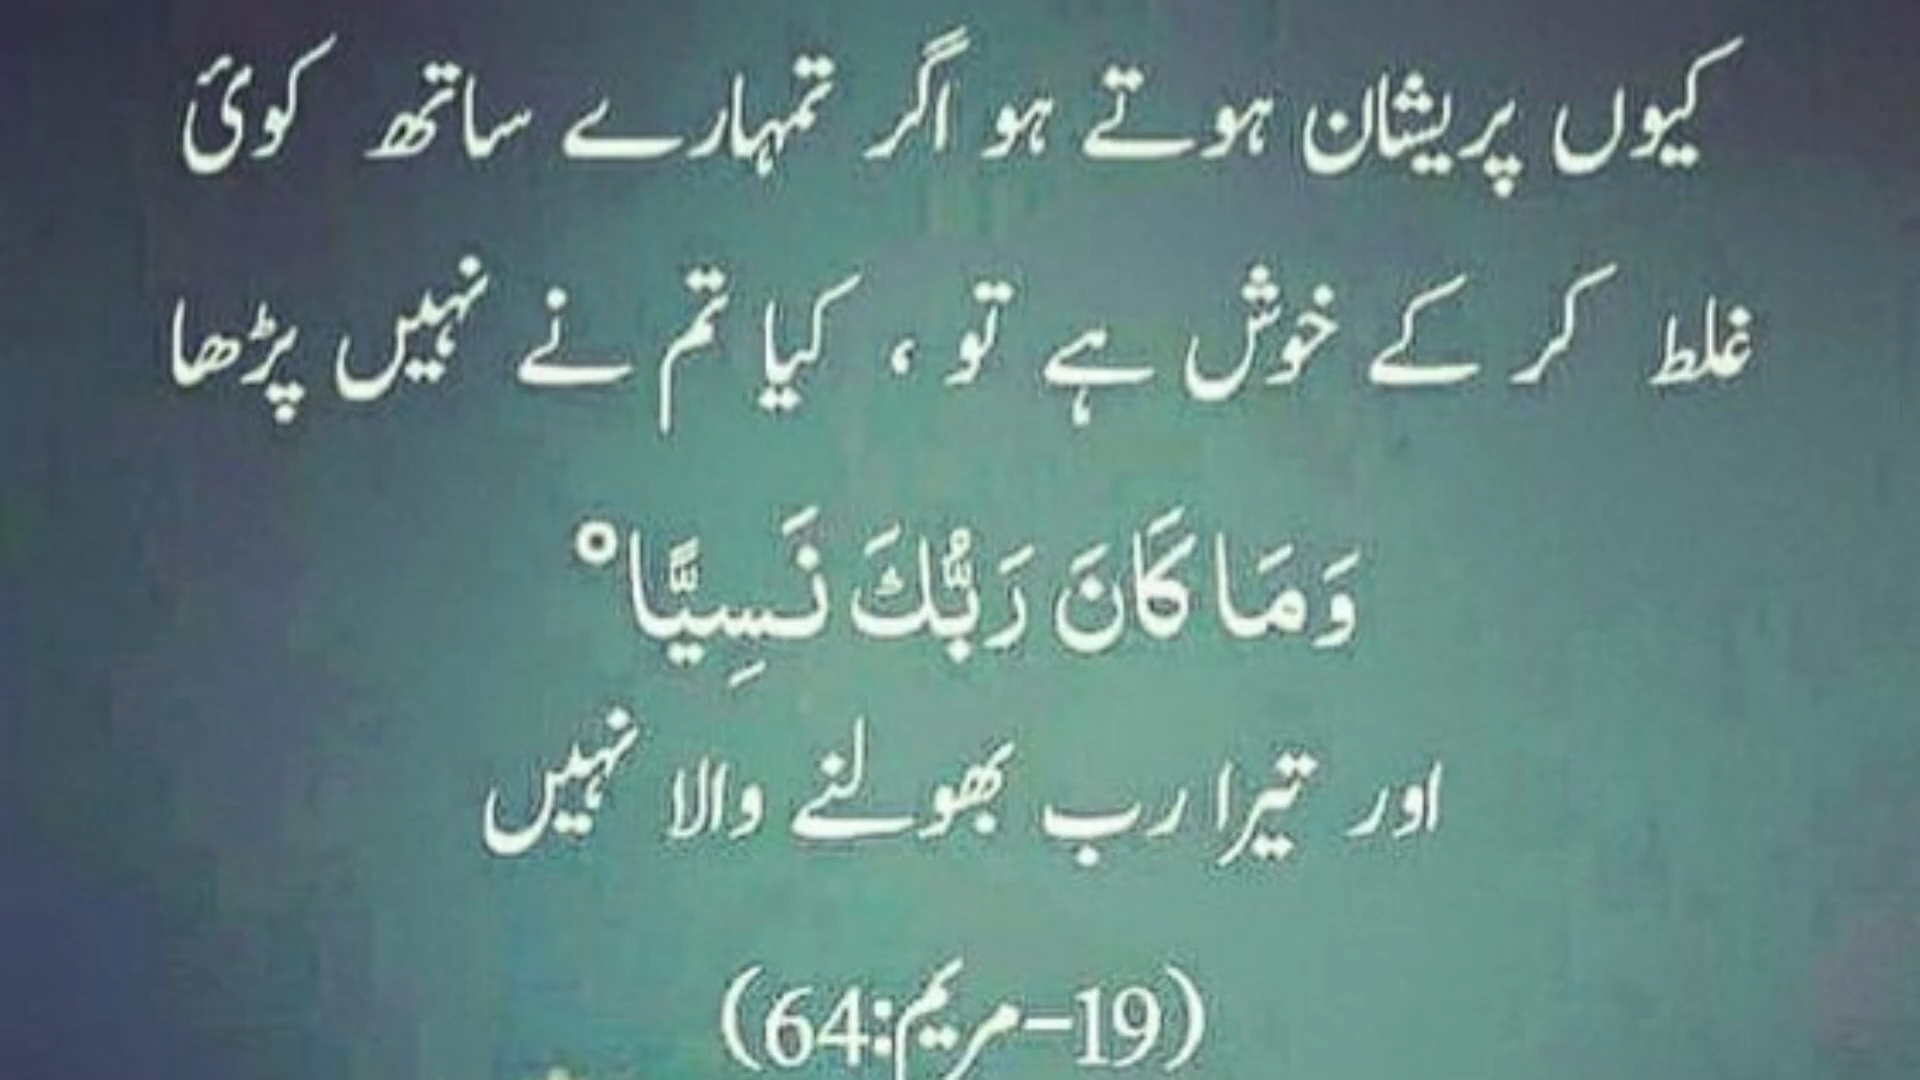 کیوں پریشان ہوتے ہو اگر تمہارے ساتھ کوئ
غلط کر کے خوش ہے تو ، کیا تم نے نہیں پڑھا
وَمَا كَانَ رَبُّكَ نَسِيًّا°
اور تیرا رب بھولنے والا نہیں
(19-مریم:64)